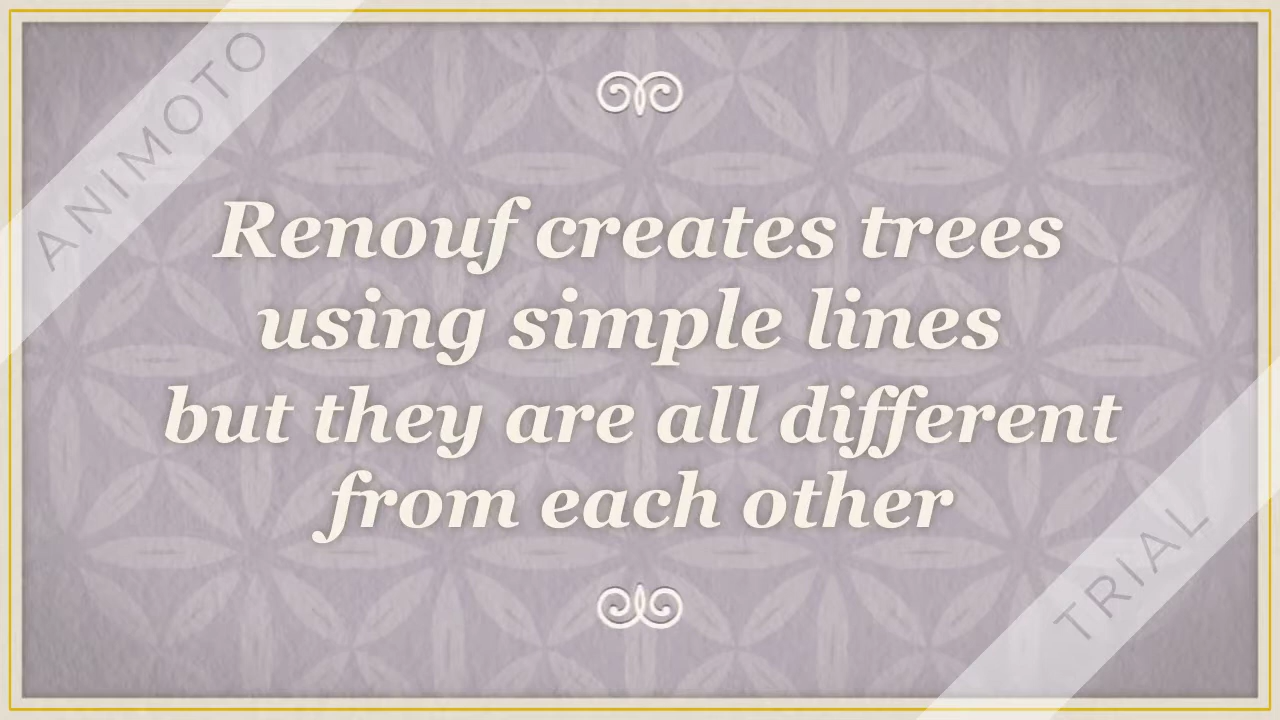 ANIMOTO
Renouf creates trees
using simple lines
but they are all different
from each other
TRIAL